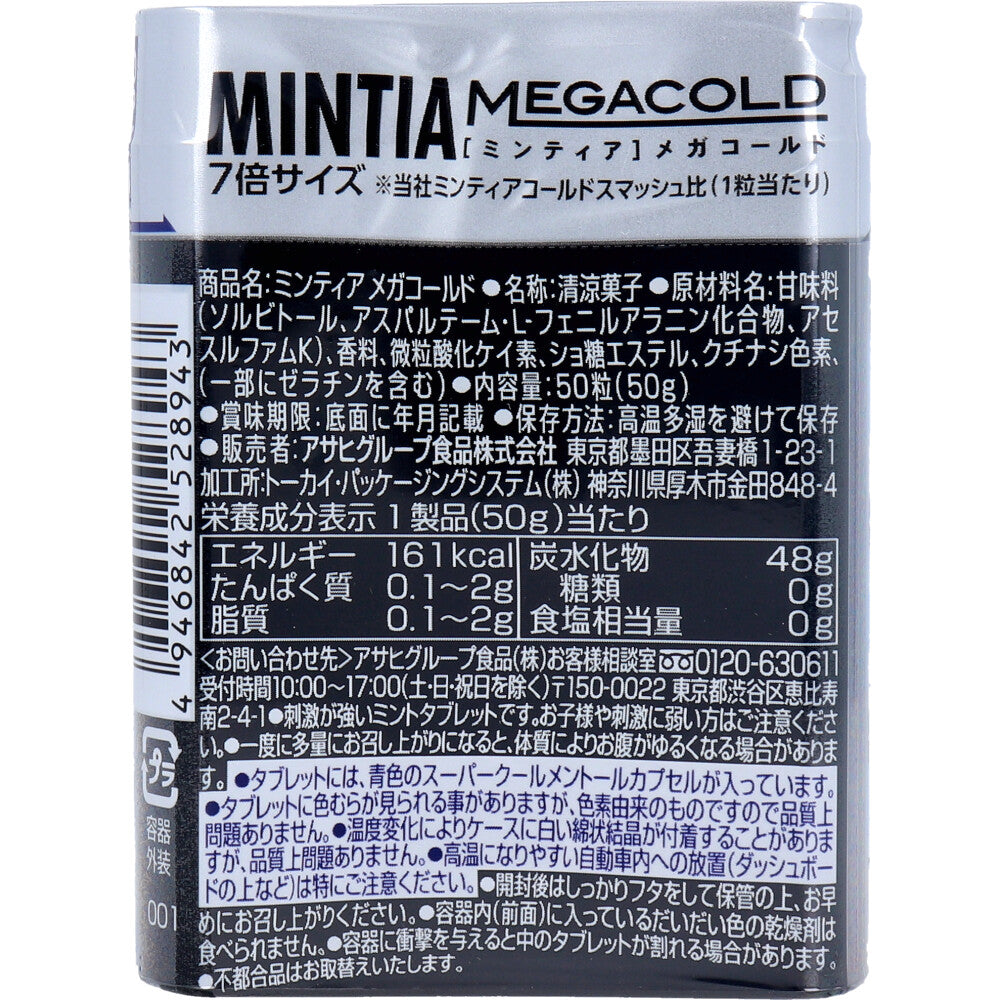 MINTIA MEGACOLD
[ミンティア]メガコールド
7倍サイズ ※当社ミンティアコールドスマッシュ比(1粒当たり)
商品名:ミンティア メガコールド●名称:清涼菓子●原材料名:甘味料
(ソルビトール、アスパルテーム・L-フェニルアラニン化合物、アセ
スルファムK)、香料、微粒酸化ケイ素、ショ糖エステル、クチナシ色素、
(一部にゼラチンを含む)●内容量:50粒(50g)
●賞味期限:底面に年月記載 ●保存方法:高温多湿を避けて保存
●販売者:アサヒグループ食品株式会社 東京都墨田区吾妻橋1-23-1
加工所:トーカイ・パッケージングシステム(株) 神奈川県厚木市金田848-4
栄養成分表示 1製品(50g)当たり
エネルギー 161kcal 炭水化物 48g
たんぱく質 0.1〜2g 糖類 0g
脂質 0.1〜2g 食塩相当量 0g
<お問い合わせ先>アサヒグループ食品(株)お客様相談室 0120-630611
受付時間10:00〜17:00(土・日・祝日を除く)〒150-0022 東京都渋谷区恵比寿
南2-4-1●刺激が強いミントタブレットです。お子様や刺激に弱い方はご注意くださ
い。●一度に多量にお召し上がりになると、体質によりお腹がゆるくなる場合がありま
す。
●タブレットには、青色のスーパークールメントールカプセルが入っています。
●タブレットに色むらが見られる事がありますが、色素由来のものですので品質上
問題ありません。●温度変化によりケースに白い綿状結晶が付着することがありま
すが、品質上問題ありません。●高温になりやすい自動車内への放置(ダッシュボー
ドの上など)は特にご注意ください。●開封後はしっかりフタをして保管の上、お早
めにお召し上がりください。●容器内(前面)に入っているだいだい色の乾燥剤は
食べられません。●容器に衝撃を与えると中のタブレットが割れる場合があります。
●不都合品はお取替えいたします。
4946842528943
プラ
容器
外装
001